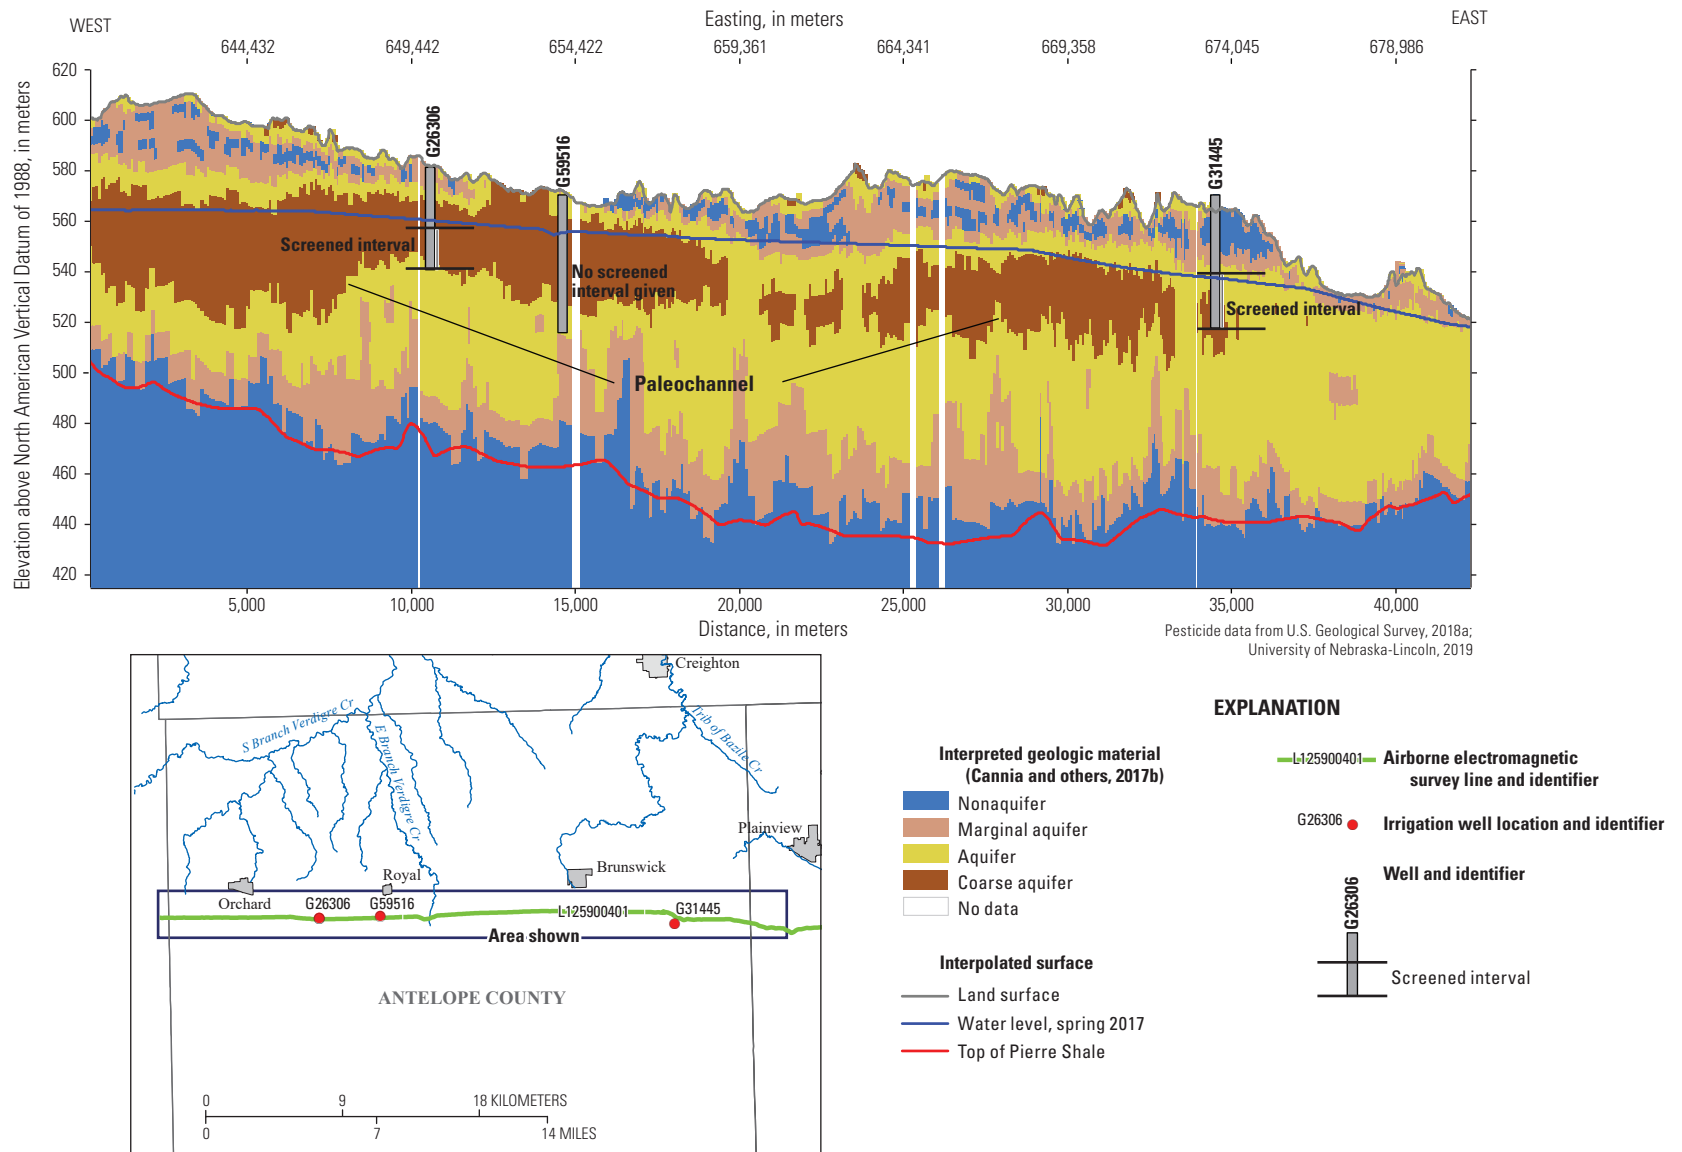 WEST
Easting, in meters
EAST
644,432
649,442
654,422
659,361
664,341
669,358
674,045
678,986
Elevation above North American Vertical Datum of 1988, in meters
620
600
580
560
540
520
500
480
460
440
420
G26306
G59516
G31445
Screened interval
No screened
interval given
Screened interval
Paleochannel
5,000
10,000
15,000
20,000
25,000
30,000
35,000
40,000
Distance, in meters
Pesticide data from U.S. Geological Survey, 2018a;
University of Nebraska-Lincoln, 2019
Creighton
S Branch Verdigre Cr
E Branch Verdigre Cr
Trib of Bazile Cr
Plainview
Brunswick
Royal
Orchard
G26306
G59516
L125900401
G31445
Area shown
ANTELOPE COUNTY
0
9
18 KILOMETERS
0
7
14 MILES
EXPLANATION
Interpreted geologic material
(Cannia and others, 2017b)
Nonaquifer
Marginal aquifer
Aquifer
Coarse aquifer
No data
Interpolated surface
Land surface
Water level, spring 2017
Top of Pierre Shale
L125900401
Airborne electromagnetic
survey line and identifier
G26306
Irrigation well location and identifier
Well and identifier
G26306
Screened interval